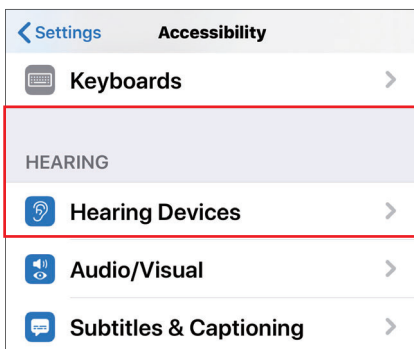 Settings
Accessibility
Keyboards
HEARING
Hearing Devices
Audio/Visual
Subtitles & Captioning